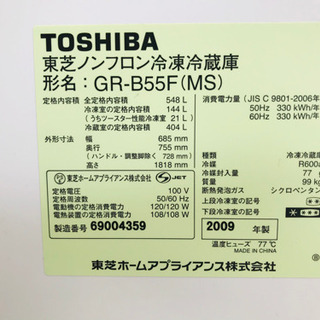 TOSHIBA
東芝ノンフロン冷凍冷蔵庫
形名：GR-B55F(MS)
定格内容積 全定格内容積 548 L
冷凍室の定格内容積 144 L
(うちツースター性能冷凍室 21 L)
冷蔵室の定格内容積 404 L
外形寸法 幅 685 mm
奥行 755 mm
(ハンドル,調整脚除く 728 mm)
高さ 1818 mm
消費電力量 (JIS C 9801-2006年
50Hz 330 kWh/年
60Hz 330 kWh/年
種類 冷凍冷蔵
冷媒 R600a
冷媒封入量 77 g
質量 99 kg
シクロペンタン
東芝ホームアプライアンス株式会社 PSE JET
定格電圧 100 V
定格周波数 50/60 Hz
電動機の定格消費電力 120/120 W
電熱装置の定格消費電力 108/108 W
上段冷凍室の記号
下段冷凍室の記号
製造番号 69004359
2009 年製
温度ヒューズ 77℃
MADE IN CHINA
東芝ホームアプライアンス株式会社